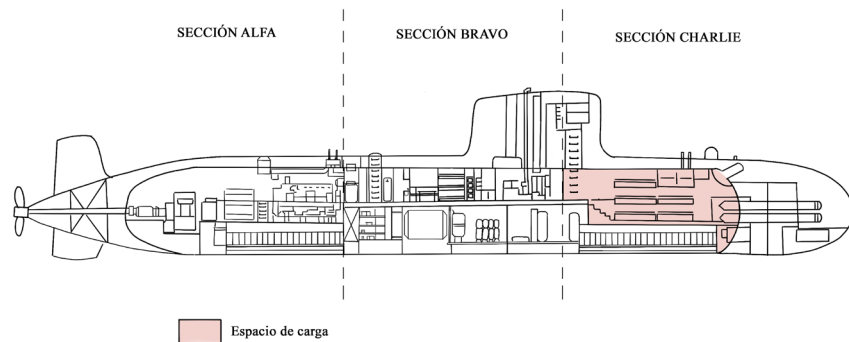 SECCIÓN ALFA
SECCIÓN BRAVO
SECCIÓN CHARLIE
Espacio de carga